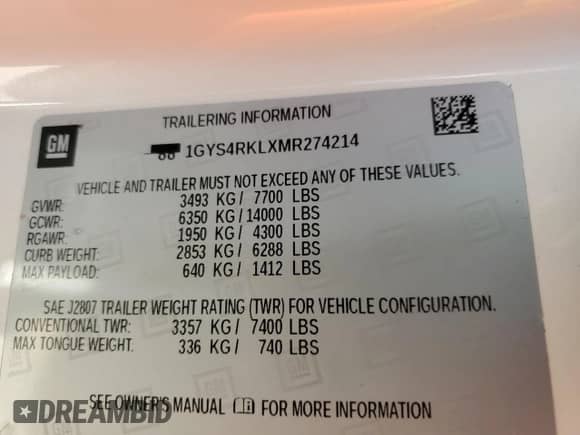 TRAILERING INFORMATION
GM
1GYS4RKLXMR274214
VEHICLE AND TRAILER MUST NOT EXCEED ANY OF THESE VALUES.
GVWR: 3493 KG/ 7700 LBS
GCWR: 6350 KG/14000 LBS
RGAWR: 1950 KG/ 4300 LBS
CURB WEIGHT: 2853 KG/ 6288 LBS
MAX PAYLOAD: 640 KG/ 1412 LBS
SAE J2807 TRAILER WEIGHT RATING (TWR) FOR VEHICLE CONFIGURATION.
CONVENTIONAL TWR: 3357 KG/ 7400 LBS
MAX TONGUE WEIGHT: 336 KG/ 740 LBS
SEE OWNER'S MANUAL FOR MORE INFORMATION
DREAMBID